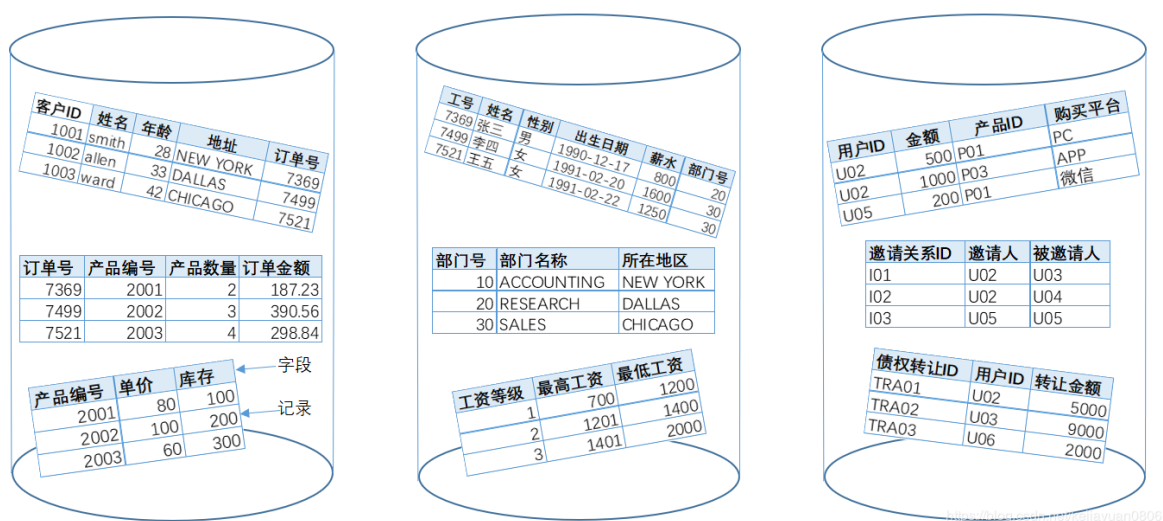 客户ID 姓名 年龄 地址 订单号
1001 smith 28 NEW YORK 7369
1002 allen 33 DALLAS 7499
1003 ward 42 CHICAGO 7521
订单号 产品编号 产品数量 订单金额
7369 2001 2 187.23
7499 2002 3 390.56
7521 2003 4 298.84
产品编号 单价 库存
2001 80 100
2002 100 200
2003 60 300
字段
记录
工号 姓名 性别 出生日期 薪水 部门号
7369 张三 男 1990-12-17 800 20
7499 李四 女 1991-02-20 1600 30
7521 王五 女 1991-02-22 1250 30
部门号 部门名称 所在地区
10 ACCOUNTING NEW YORK
20 RESEARCH DALLAS
30 SALES CHICAGO
工资等级 最高工资 最低工资
1 700 1200
2 1201 1400
3 1401 2000
用户ID 金额 产品ID 购买平台
U02 500 P01 PC
U02 1000 P03 APP
U05 200 P01 微信
邀请关系ID 邀请人 被邀请人
I01 U02 U03
I02 U02 U04
I03 U05 U05
债权转让ID 用户ID 转让金额
TRA01 U02 5000
TRA02 U03 9000
TRA03 U06 2000